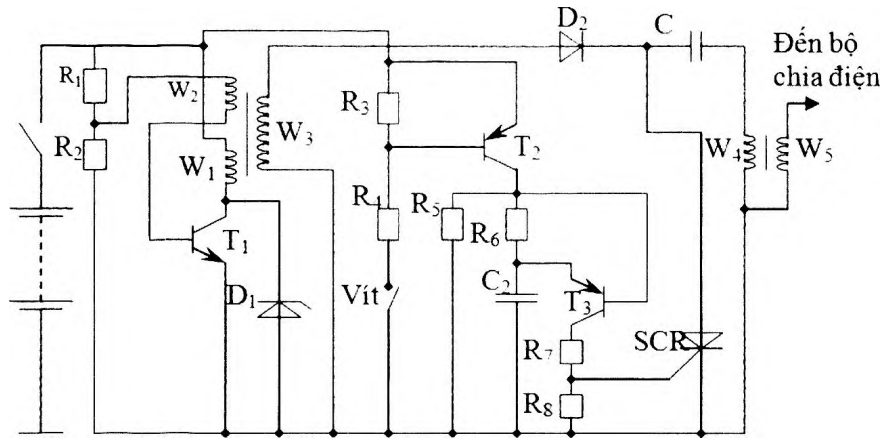 D₂
C
Đến bộ
chia điện
R₁
W₂
R₃
W₃
R₂
T₂
W₄
W₅
W₁
R₄
R₅
R₆
T₁
D₁
Vít
C₂
T₃
SCR
R₇
R₈